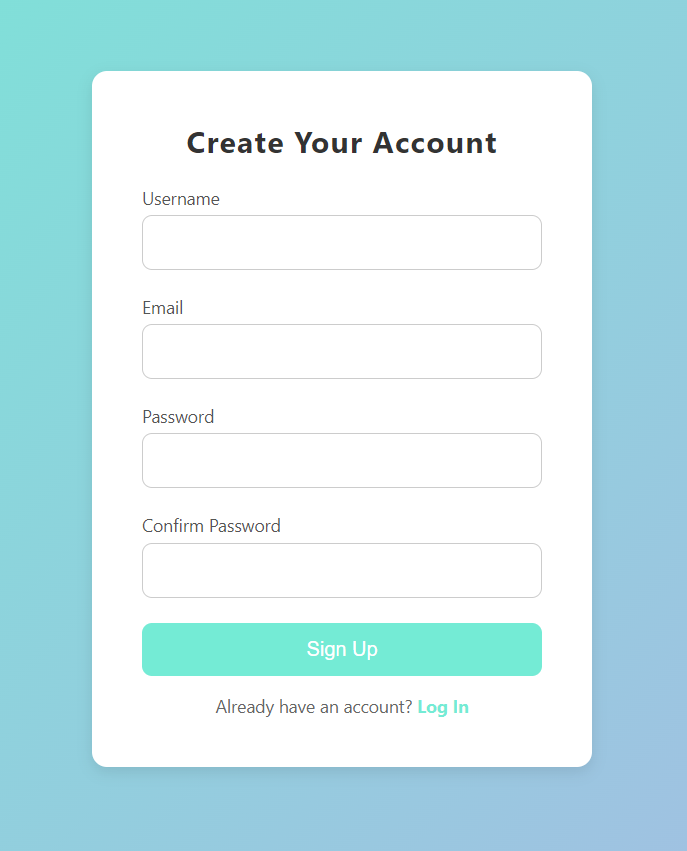 Create Your Account
Username
Email
Password
Confirm Password
Sign Up
Already have an account? Log In